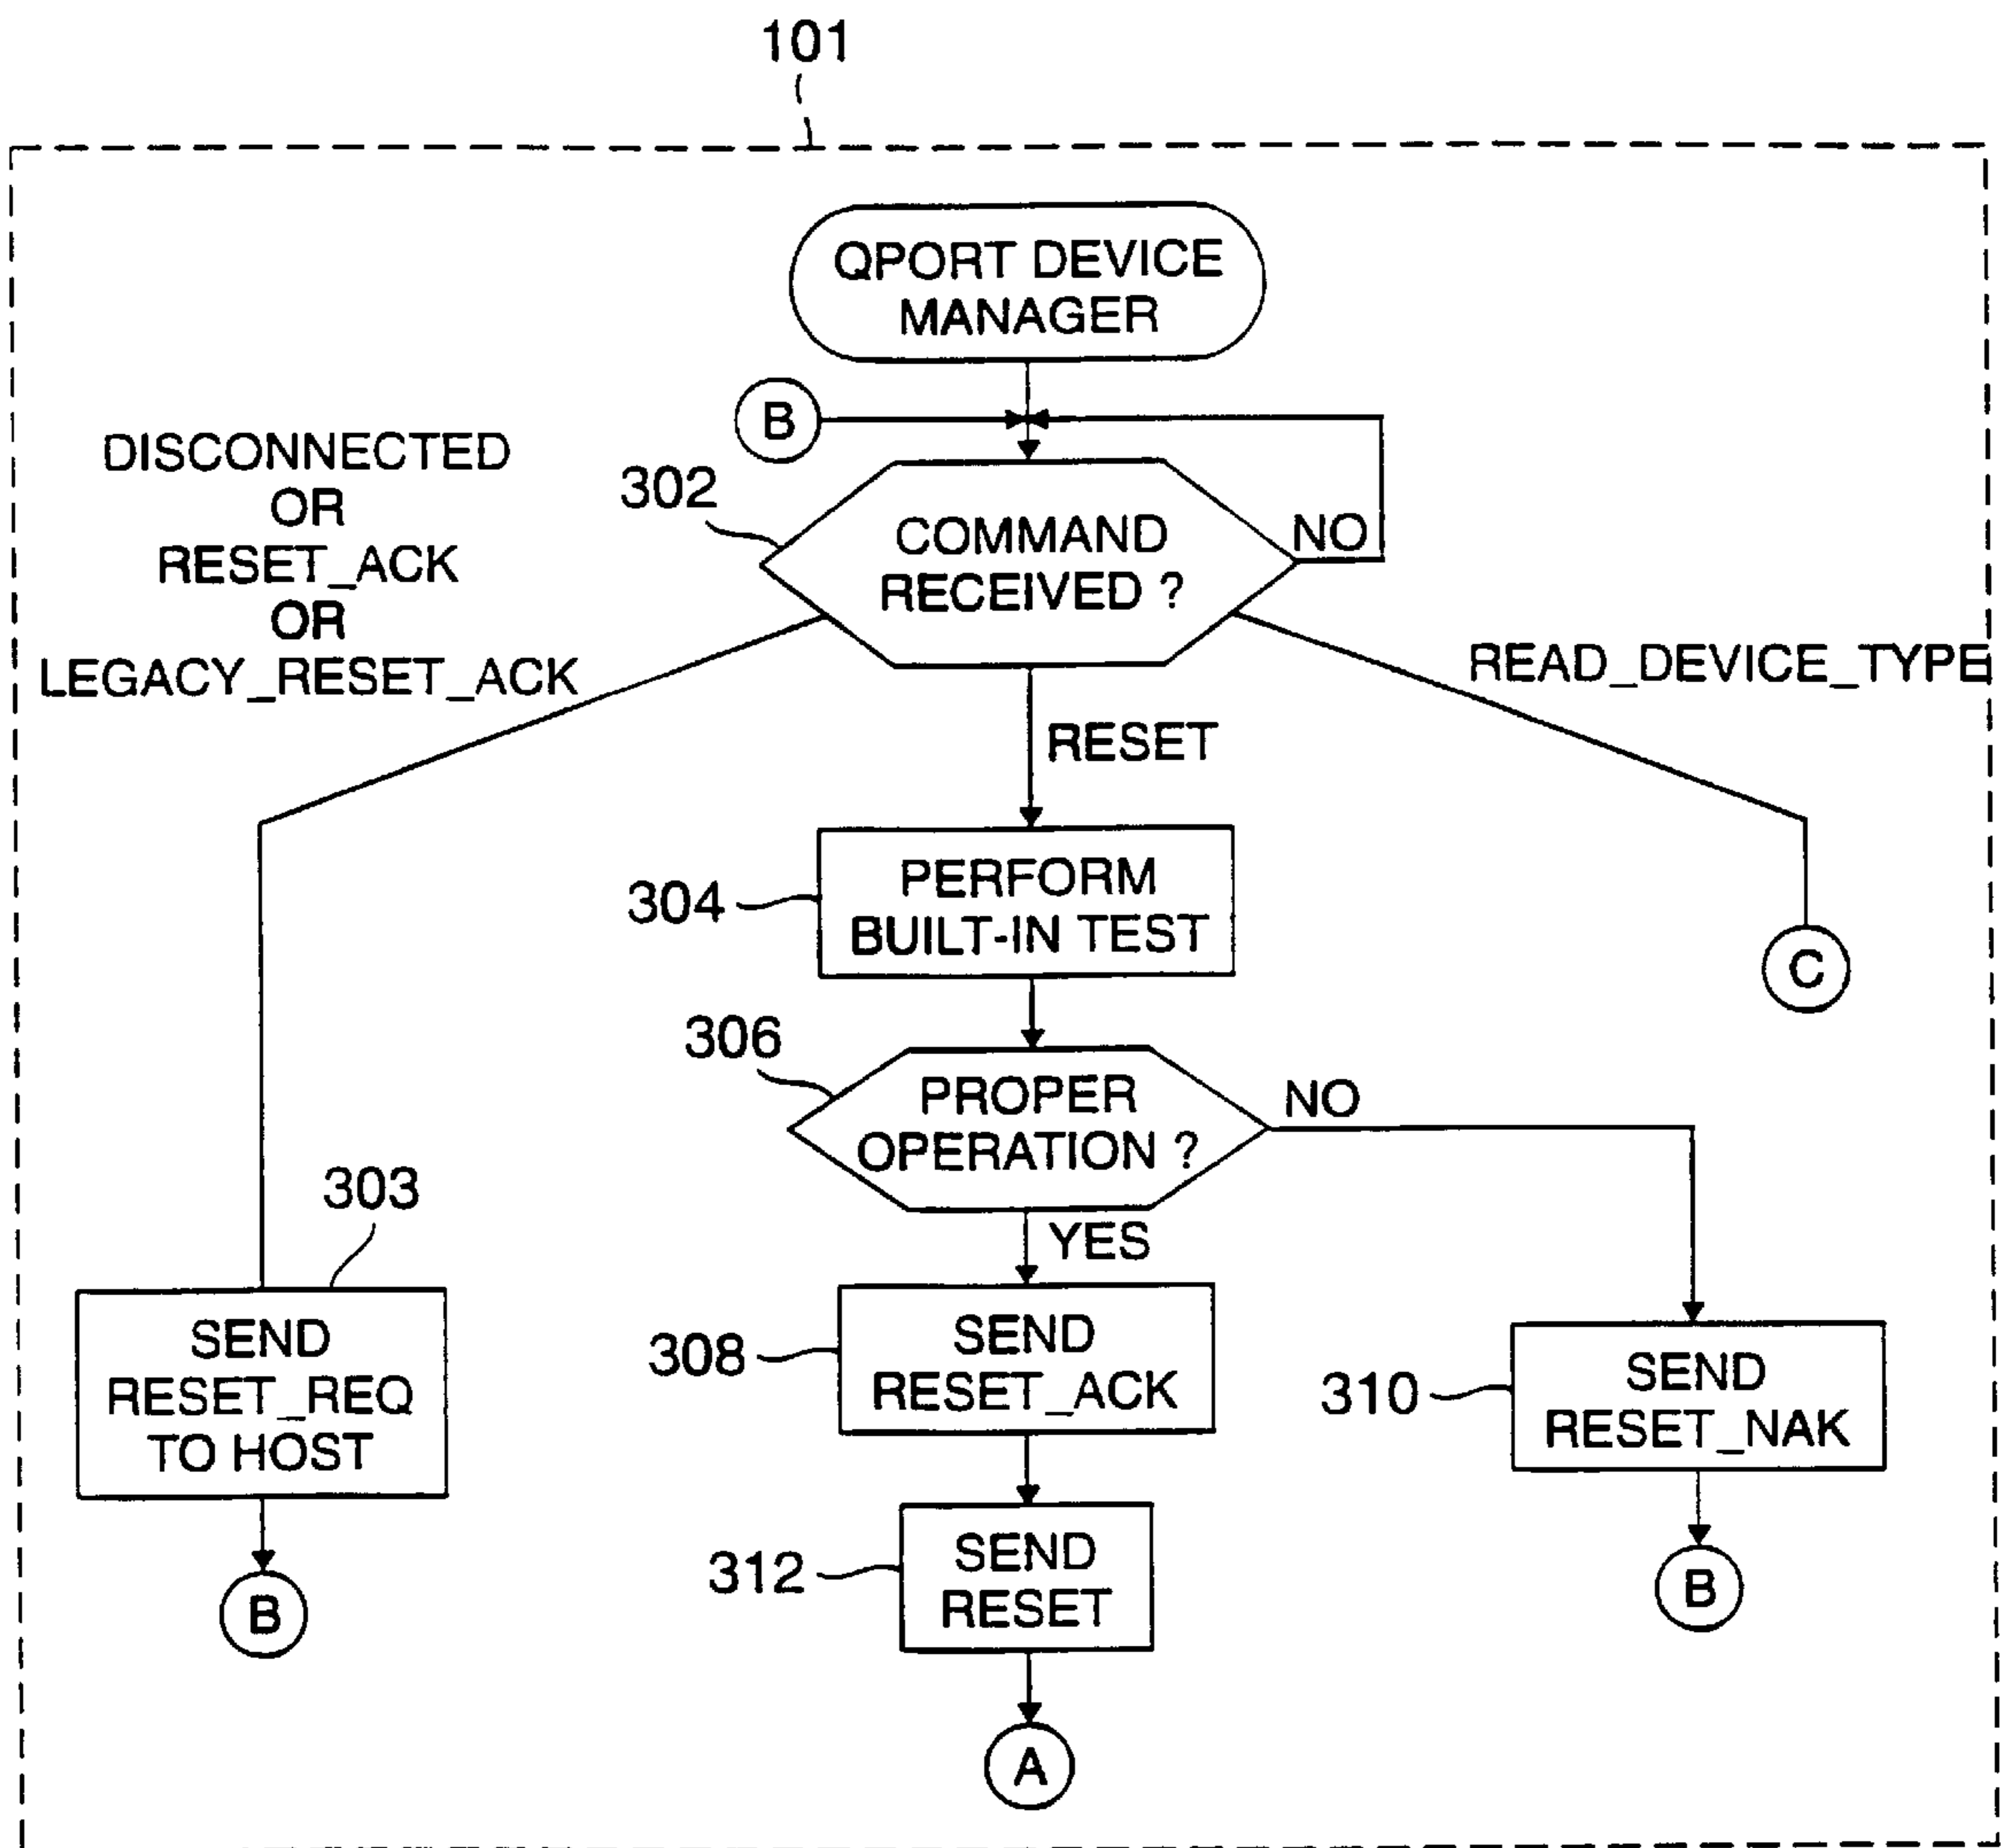 101
QPORT DEVICE
MANAGER
B
DISCONNECTED
OR
RESET_ACK
OR
LEGACY_RESET_ACK
302
COMMAND
RECEIVED ?
NO
READ_DEVICE_TYPE
RESET
304
PERFORM
BUILT-IN TEST
C
306
PROPER
OPERATION ?
NO
YES
303
SEND
RESET_REQ
TO HOST
308
SEND
RESET_ACK
310
SEND
RESET_NAK
312
SEND
RESET
B
B
A